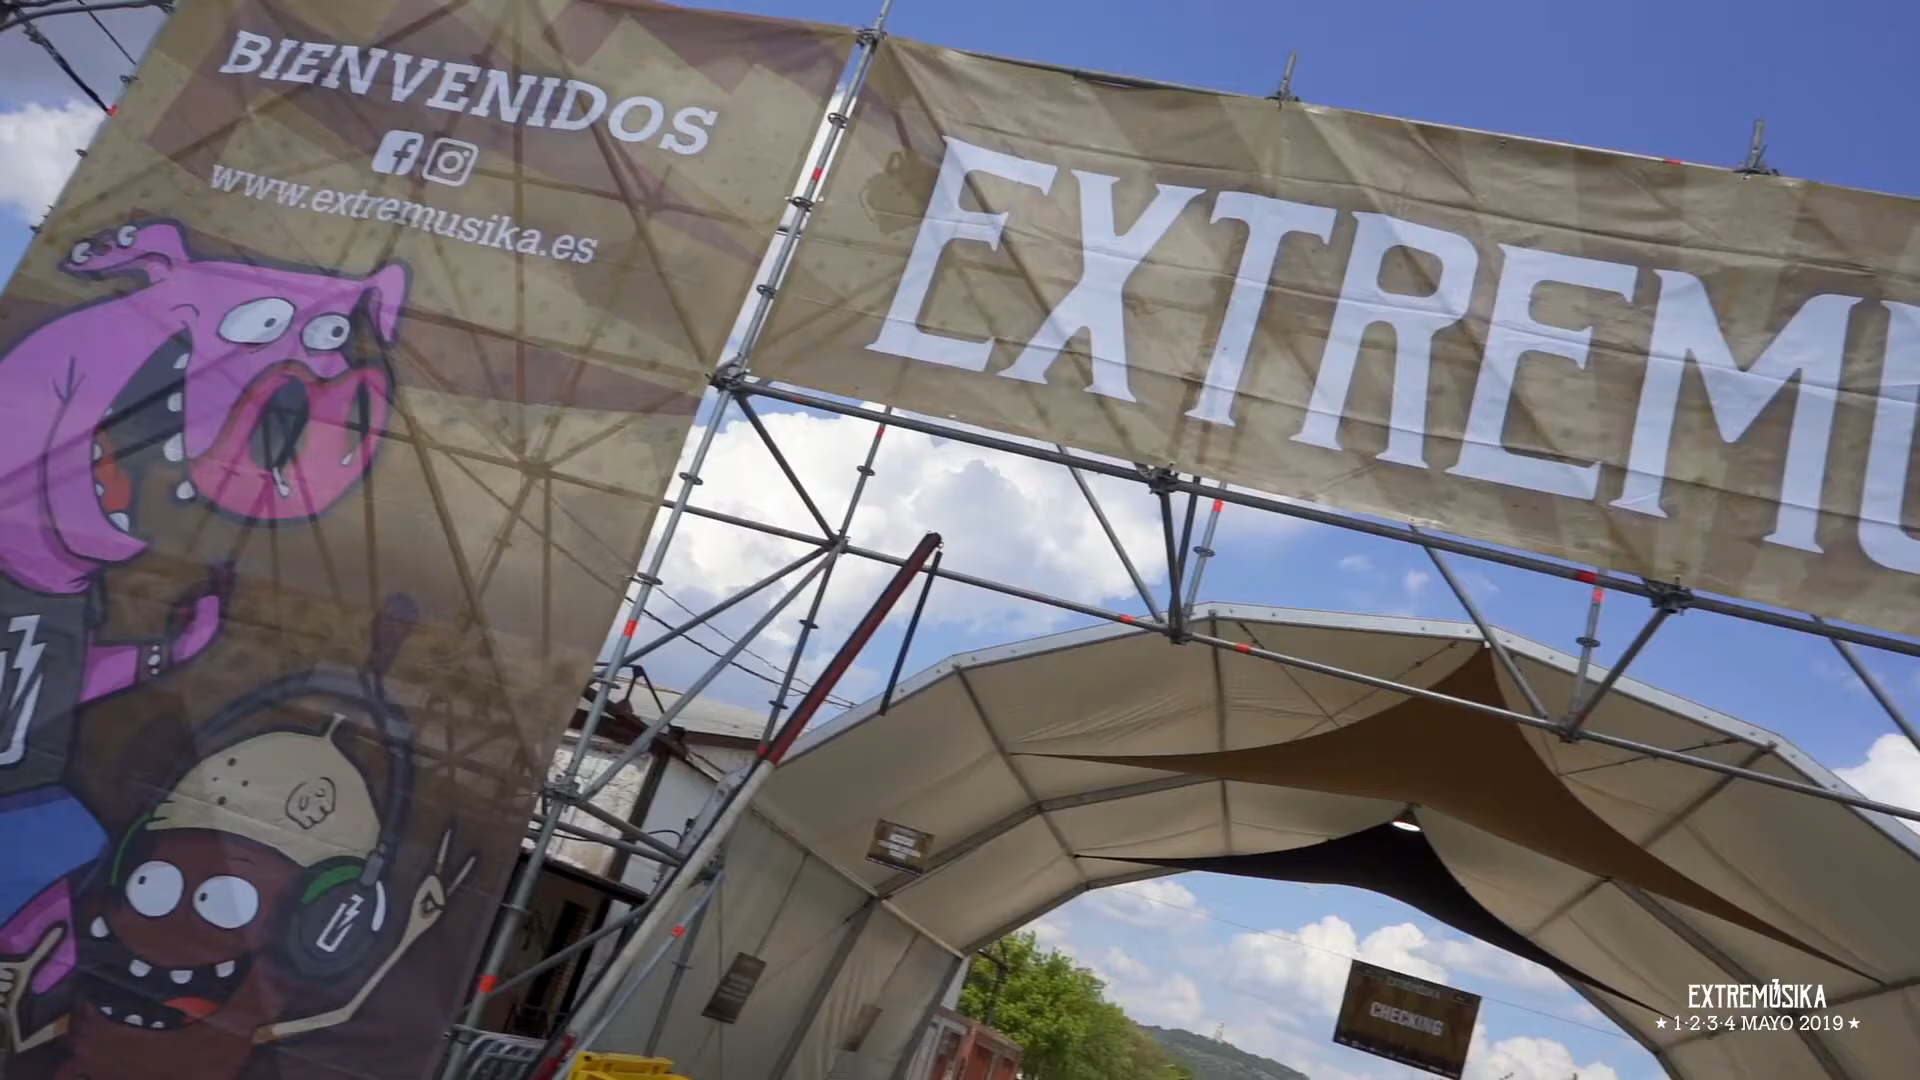 BIENVENIDOS
www.extremusika.es
EXTREMU
CHECKING
EXTREMÚSIKA
★ 1·2·3·4 MAYO 2019 ★